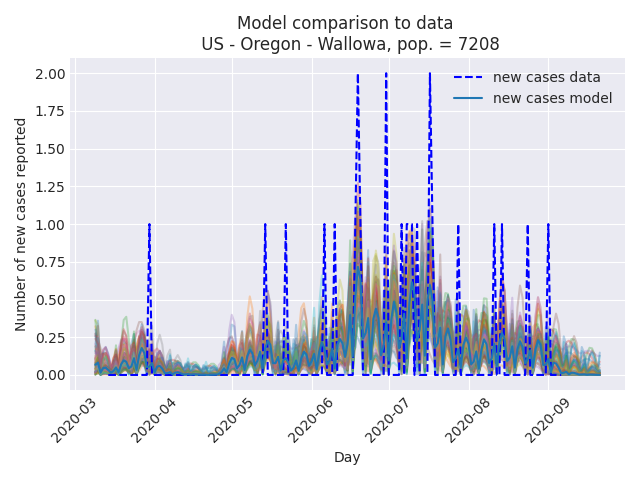 Model comparison to data
US - Oregon - Wallowa, pop. = 7208
new cases data
new cases model
Number of new cases reported
2.00
1.75
1.50
1.25
1.00
0.75
0.50
0.25
0.00
2020-03
2020-04
2020-05
2020-06
2020-07
2020-08
2020-09
Day